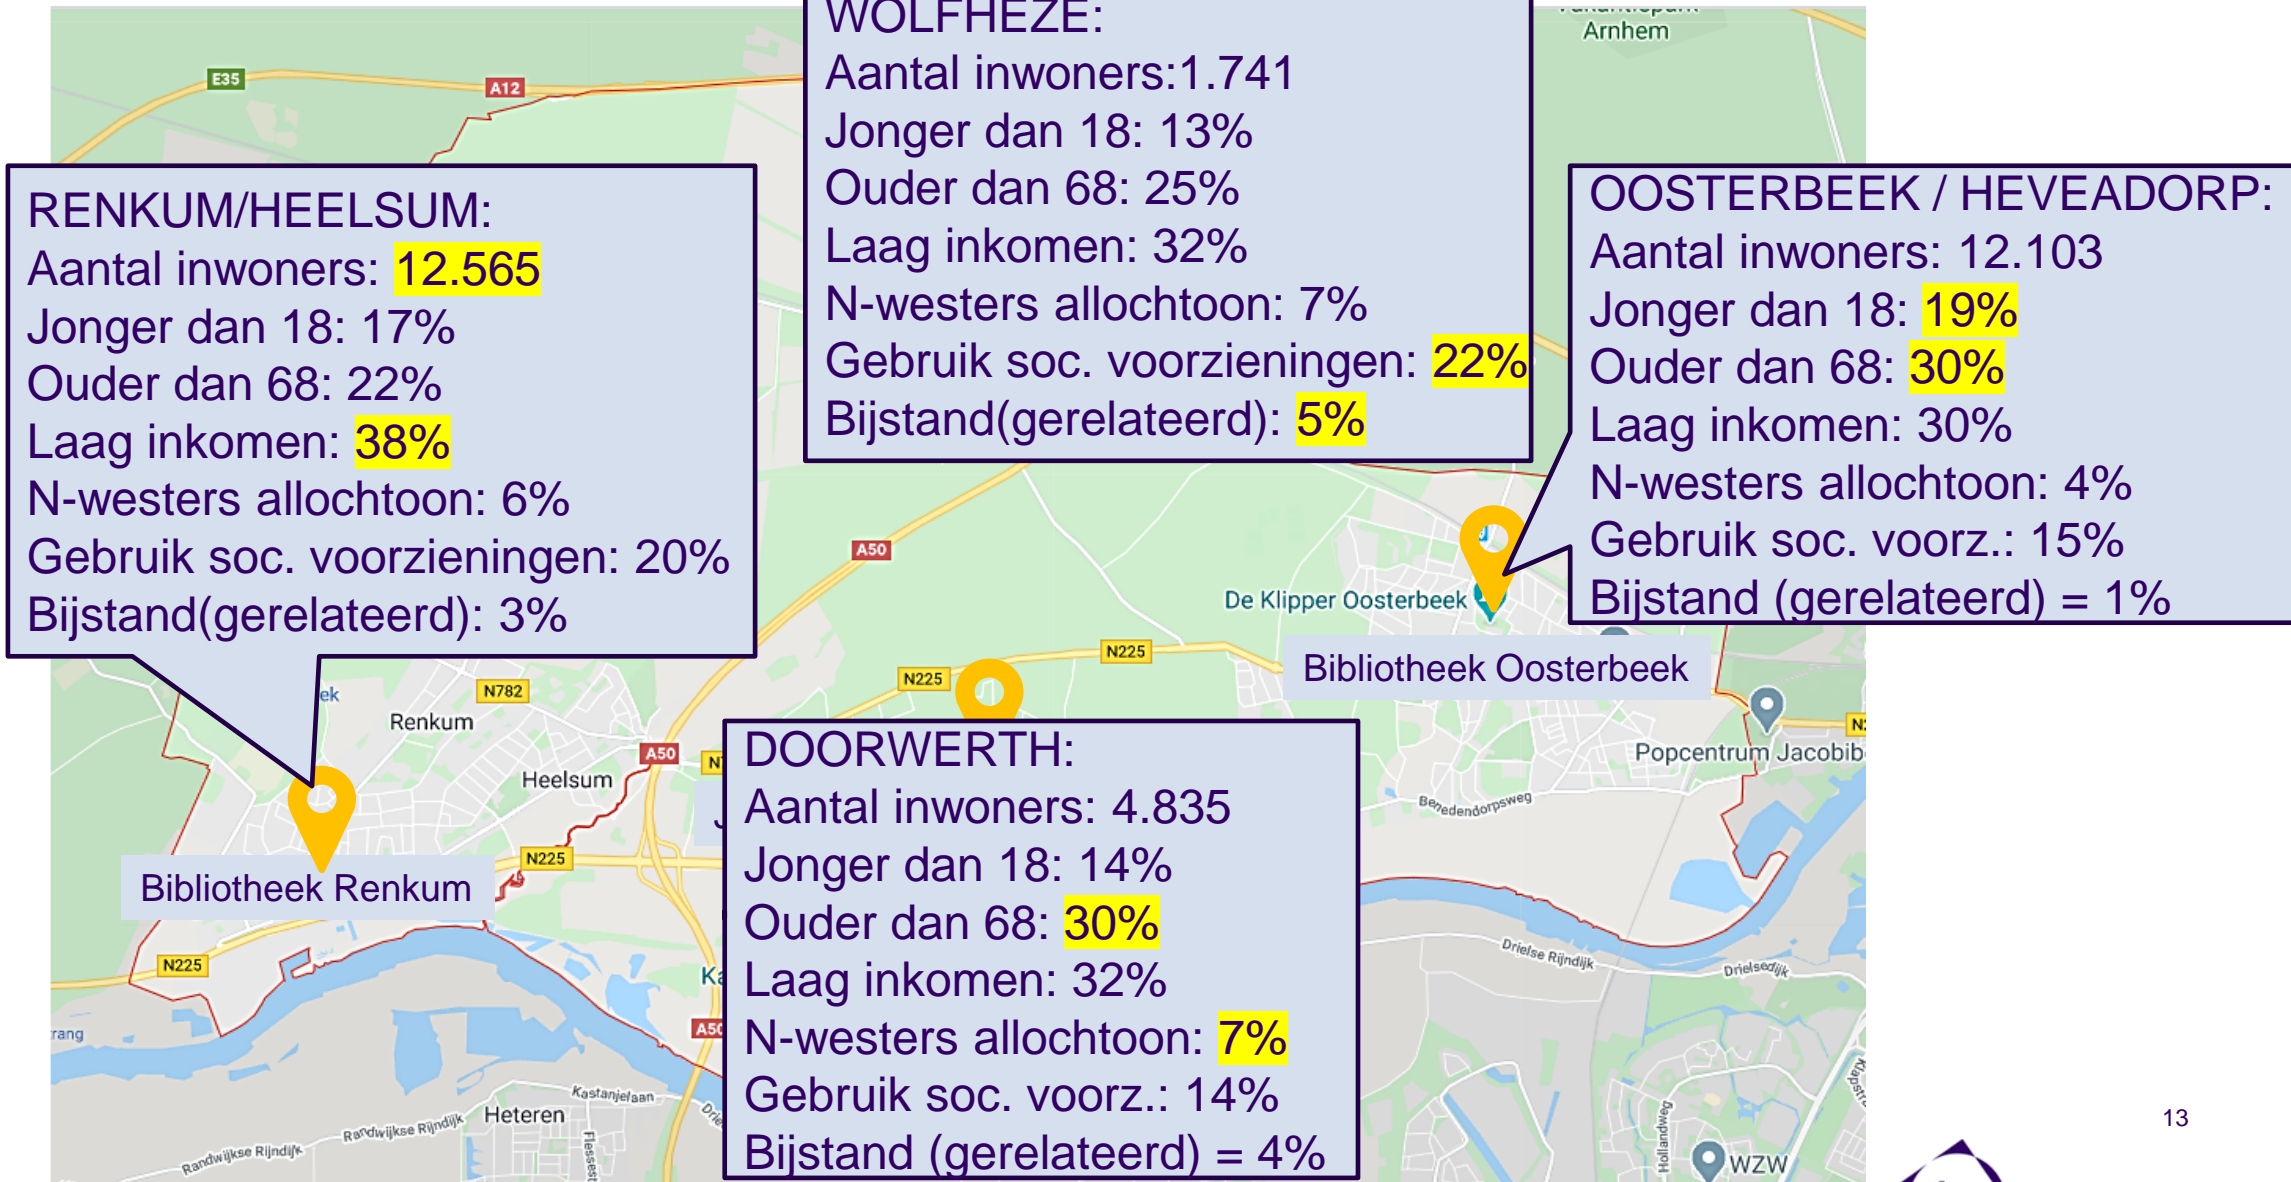 WOLFHEZE:
Aantal inwoners:1.741
Jonger dan 18: 13%
Ouder dan 68: 25%
Laag inkomen: 32%
N-westers allochtoon: 7%
Gebruik soc. voorzieningen: 22%
Bijstand(gerelateerd): 5%
RENKUM/HEELSUM:
Aantal inwoners: 12.565
Jonger dan 18: 17%
Ouder dan 68: 22%
Laag inkomen: 38%
N-westers allochtoon: 6%
Gebruik soc. voorzieningen: 20%
Bijstand(gerelateerd): 3%
OOSTERBEEK / HEVEADORP:
Aantal inwoners: 12.103
Jonger dan 18: 19%
Ouder dan 68: 30%
Laag inkomen: 30%
N-westers allochtoon: 4%
Gebruik soc. voorz.: 15%
Bijstand (gerelateerd) = 1%
DOORWERTH:
Aantal inwoners: 4.835
Jonger dan 18: 14%
Ouder dan 68: 30%
Laag inkomen: 32%
N-westers allochtoon: 7%
Gebruik soc. voorz.: 14%
Bijstand (gerelateerd) = 4%
Arnhem
E35
A12
A50
De Klipper Oosterbeek
N225
Bibliotheek Oosterbeek
N225
ek
N782
Renkum
A50
Heelsum
Popcentrum Jacobib
Benedendorpsweg
N225
Bibliotheek Renkum
N225
Drielse Rijndijk
Drielsedijk
rang
A50
Kastanjelaan
Heteren
Randwijkse Rijndijk
Randwijkse Rijndijk
Hollandweg
WZW
13